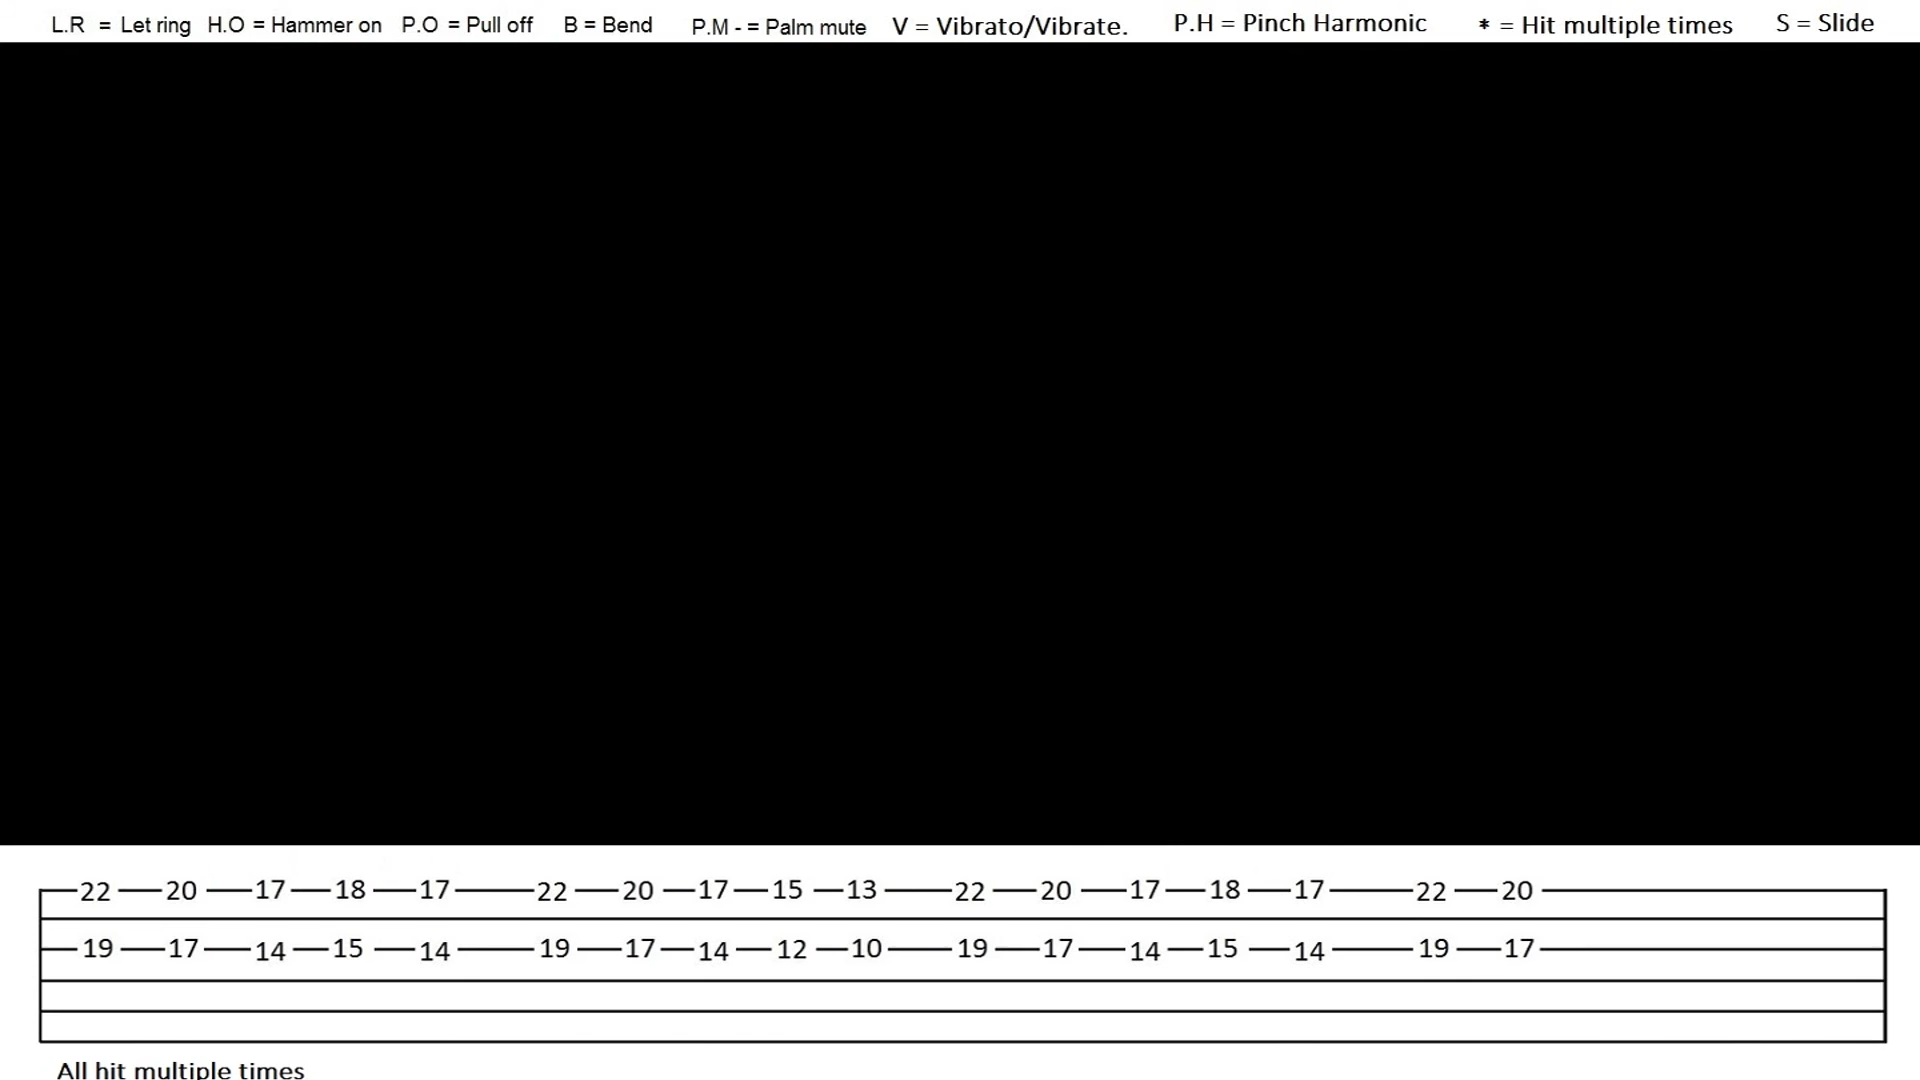 L.R = Let ring H.O = Hammer on P.O = Pull off B = Bend P.M - = Palm mute V = Vibrato/Vibrate. P.H = Pinch Harmonic * = Hit multiple times S = Slide
22 20 17 18 17 22 20 17 15 13 22 20 17 18 17 22 20
19 17 14 15 14 19 17 14 12 10 19 17 14 15 14 19 17
All hit multiple times